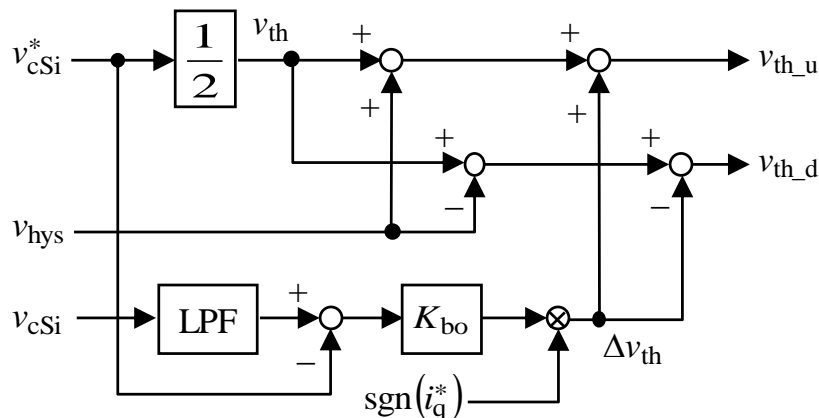 v*cSi
1/2
vth
+
+
vth_u
+
+
+
+
vth_d
−
−
vhys
vcSi
LPF
+
−
Kbo
Δvth
sgn(i*q)